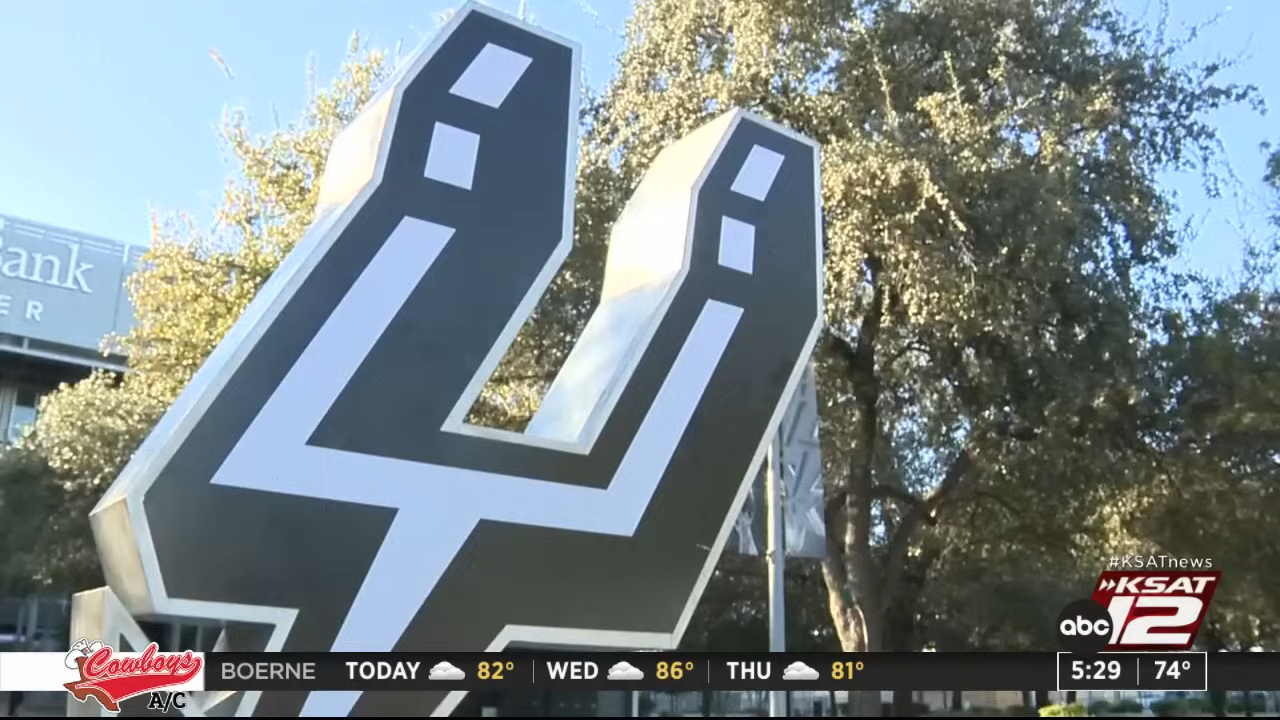 Bank
ER
#KSATnews
KSAT
abc 12
Cowboys
A/C
BOERNE TODAY 82° WED 86° THU 81°
5:29 74°